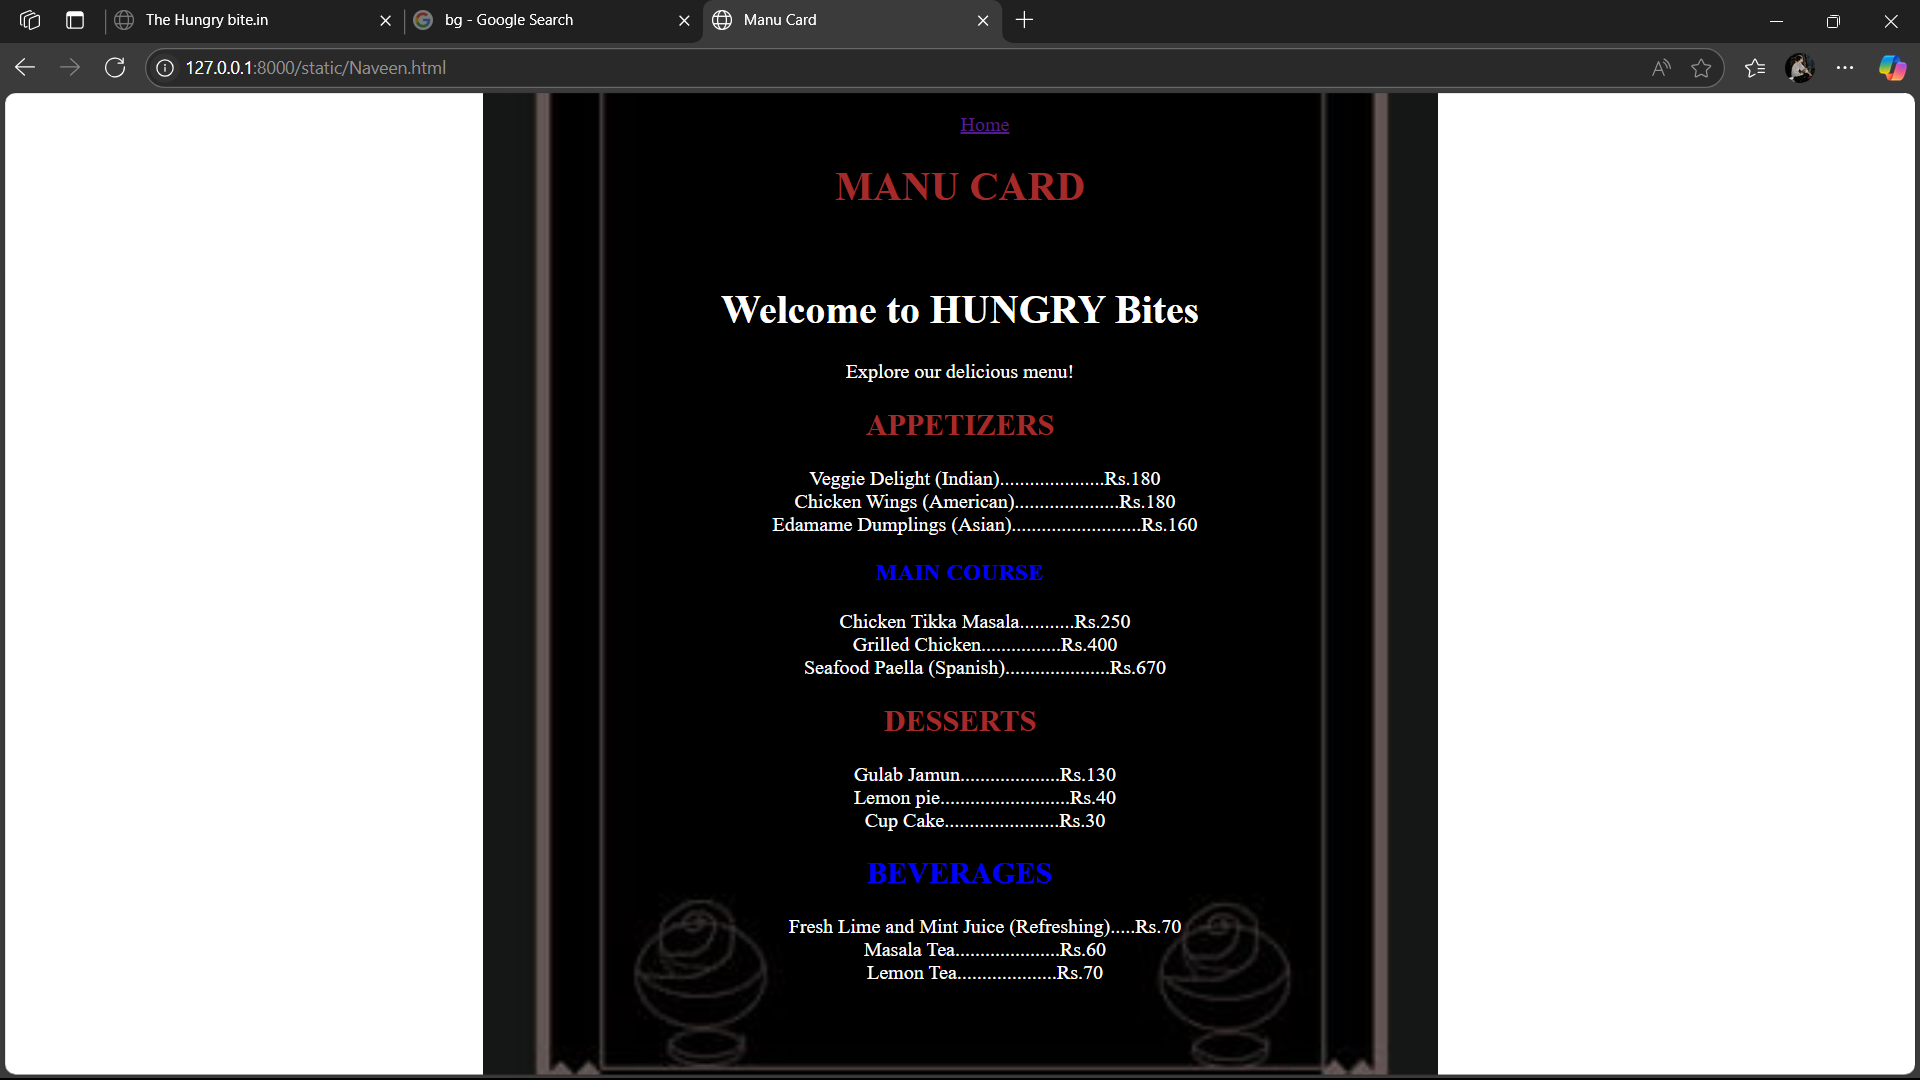 The Hungry bite.in
bg - Google Search
Manu Card
127.0.0.1:8000/static/Naveen.html
Home
MANU CARD
Welcome to HUNGRY Bites
Explore our delicious menu!
APPETIZERS
Veggie Delight (Indian).....................Rs.180
Chicken Wings (American).....................Rs.180
Edamame Dumplings (Asian)..........................Rs.160
MAIN COURSE
Chicken Tikka Masala...........Rs.250
Grilled Chicken................Rs.400
Seafood Paella (Spanish).....................Rs.670
DESSERTS
Gulab Jamun....................Rs.130
Lemon pie..........................Rs.40
Cup Cake.......................Rs.30
BEVERAGES
Fresh Lime and Mint Juice (Refreshing).....Rs.70
Masala Tea.....................Rs.60
Lemon Tea....................Rs.70